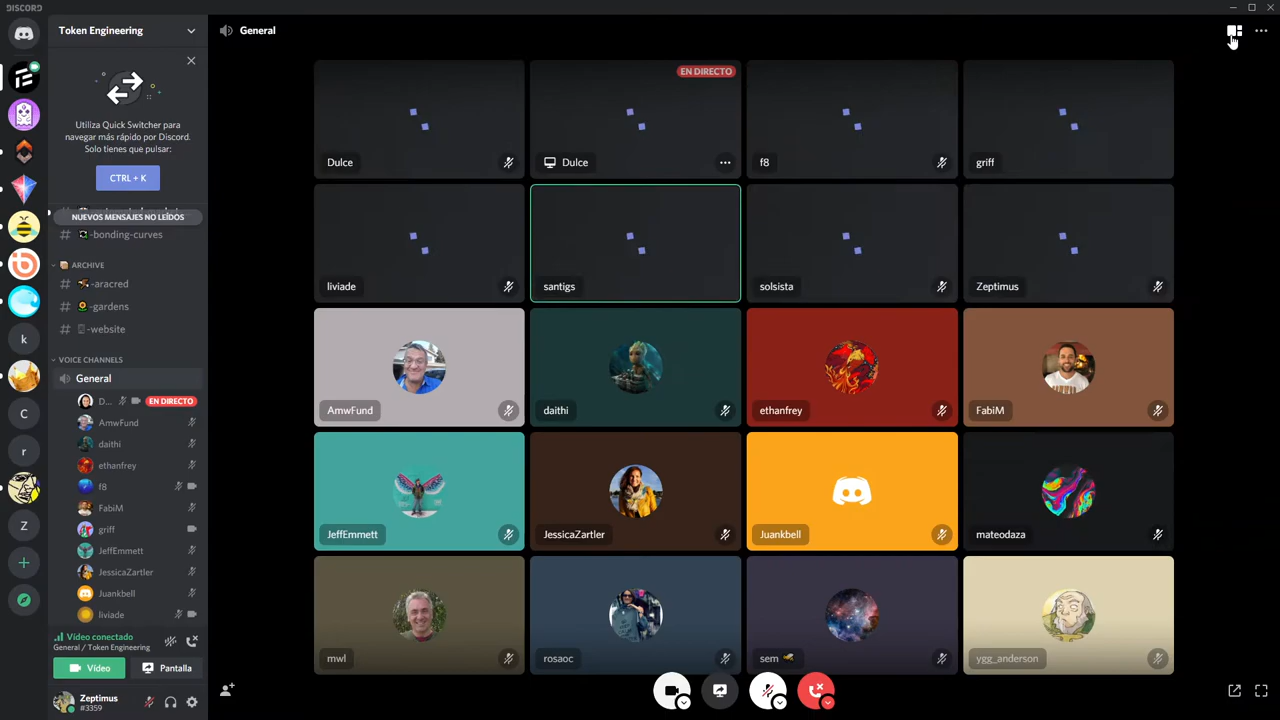 DISCORD
Token Engineering
General
Utiliza Quick Switcher para
navegar más rápido por Discord.
Solo tienes que pulsar:
CTRL + K
NUEVOS MENSAJES NO LEÍDOS
-bonding-curves
ARCHIVE
-aracred
-gardens
-website
VOICE CHANNELS
General
D... EN DIRECTO
AmwFund
daithi
ethanfrey
f8
FabiM
griff
JeffEmmett
JessicaZartler
Juankbell
liviade
Vídeo conectado
General / Token Engineering
Vídeo
Pantalla
Zeptimus
#3359
k
C
r
Z
EN DIRECTO
Dulce
Dulce
f8
griff
liviade
santigs
solsista
Zeptimus
AmwFund
daithi
ethanfrey
FabiM
JeffEmmett
JessicaZartler
Juankbell
mateodaza
mwl
rosaoc
sem
ygg_anderson